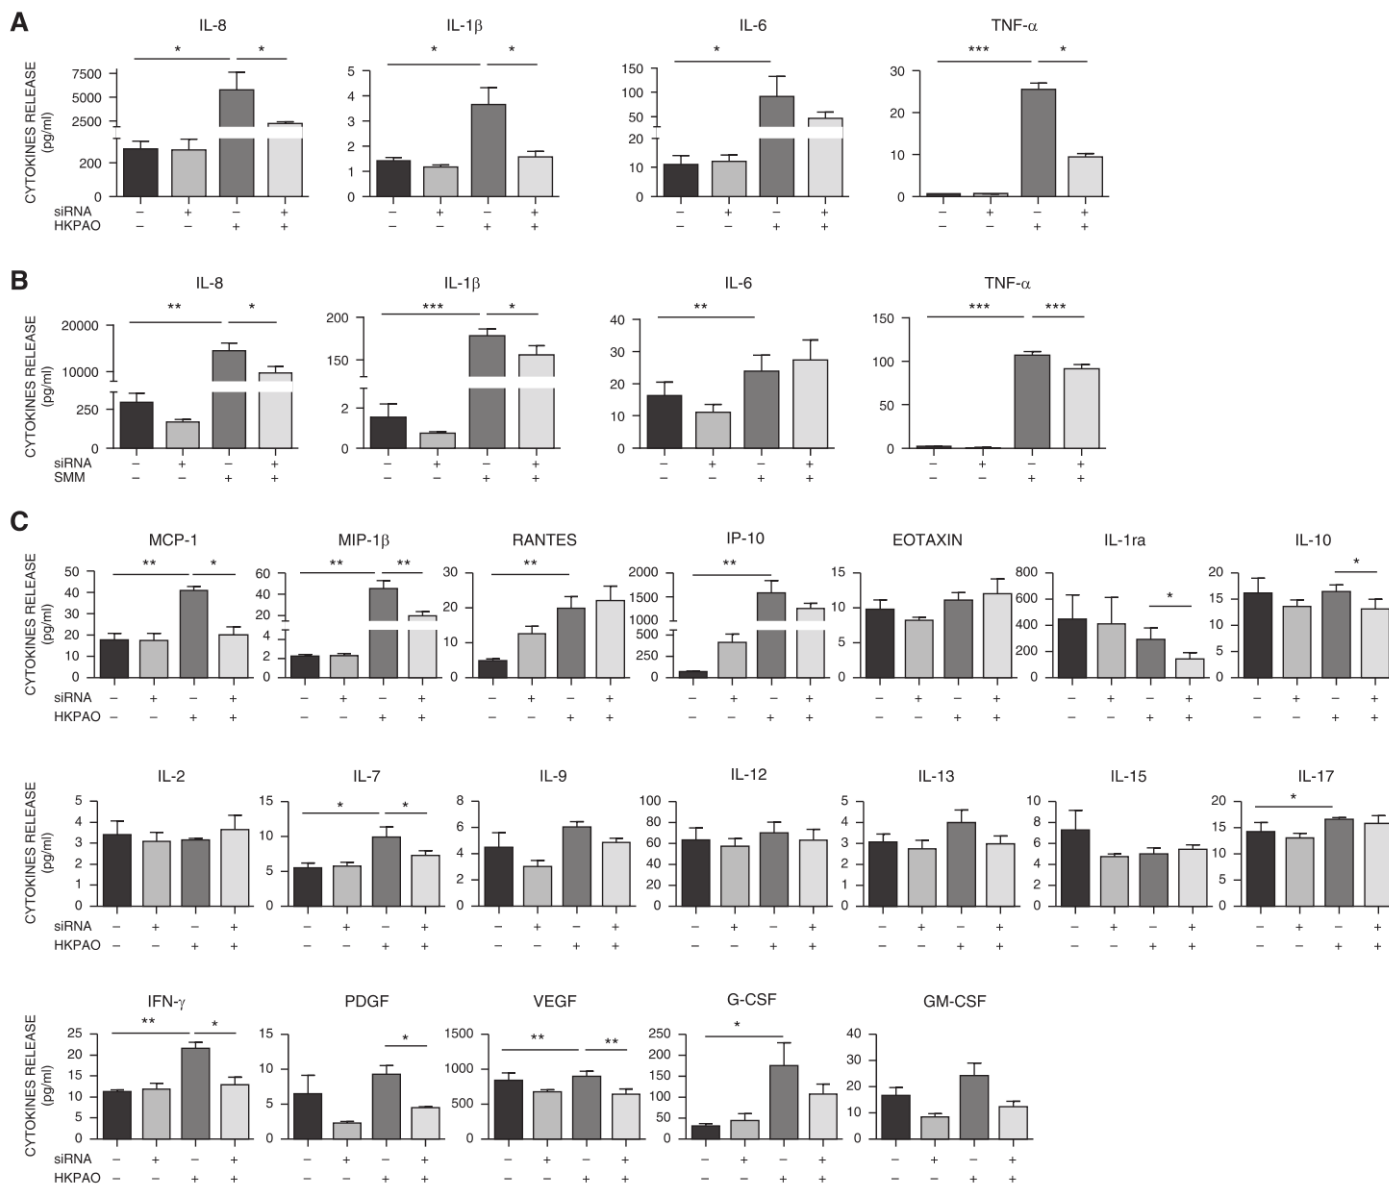 A
IL-8 IL-1β IL-6 TNF-α
* * * * * *** *
CYTOKINES RELEASE
(pg/ml)
7500 5 150 30
5000 4 100 20
2500 3 50 10
200 2 20 0
0 1 10
0 0
siRNA – + – + – + – + – + – + – + – +
HKPAO – – + + – – + + – – + + – – + +
B
IL-8 IL-1β IL-6 TNF-α
** * *** * ** *** ***
CYTOKINES RELEASE
(pg/ml)
20000 200 40 150
10000 150 30 100
250 2 20 50
0 0 10 0
0
siRNA – + – + – + – + – + – + – + – +
SMM – – + + – – + + – – + + – – + +
C
MCP-1 MIP-1β RANTES IP-10 EOTAXIN IL-1ra IL-10
** * ** ** ** ** * *
CYTOKINES RELEASE
(pg/ml)
50 60 30 2000 15 800 20
40 40 20 1500 10 600 15
30 20 10 1000 5 400 10
20 4 0 500 0 200 5
10 2 250 0 0
0 0 0
siRNA – + – + – + – + – + – + – + – + – + – + – + – + – + – +
HKPAO – – + + – – + + – – + + – – + + – – + + – – + + – – + +
IL-2 IL-7 IL-9 IL-12 IL-13 IL-15 IL-17
* * *
CYTOKINES RELEASE
(pg/ml)
5 15 8 100 5 10 20
4 10 6 80 4 8 15
3 5 4 60 3 6 10
2 0 2 40 2 4 5
1 0 20 1 2 0
0 0 0 0
siRNA – + – + – + – + – + – + – + – + – + – + – + – + – + – +
HKPAO – – + + – – + + – – + + – – + + – – + + – – + + – – + +
IFN-γ PDGF VEGF G-CSF GM-CSF
** * * ** ** *
CYTOKINES RELEASE
(pg/ml)
25 15 1500 250 40
20 10 1000 200 30
15 5 500 150 20
10 0 0 100 10
5 50 0
0 0
siRNA – + – + – + – + – + – + – + – + – + – +
HKPAO – – + + – – + + – – + + – – + + – – + +